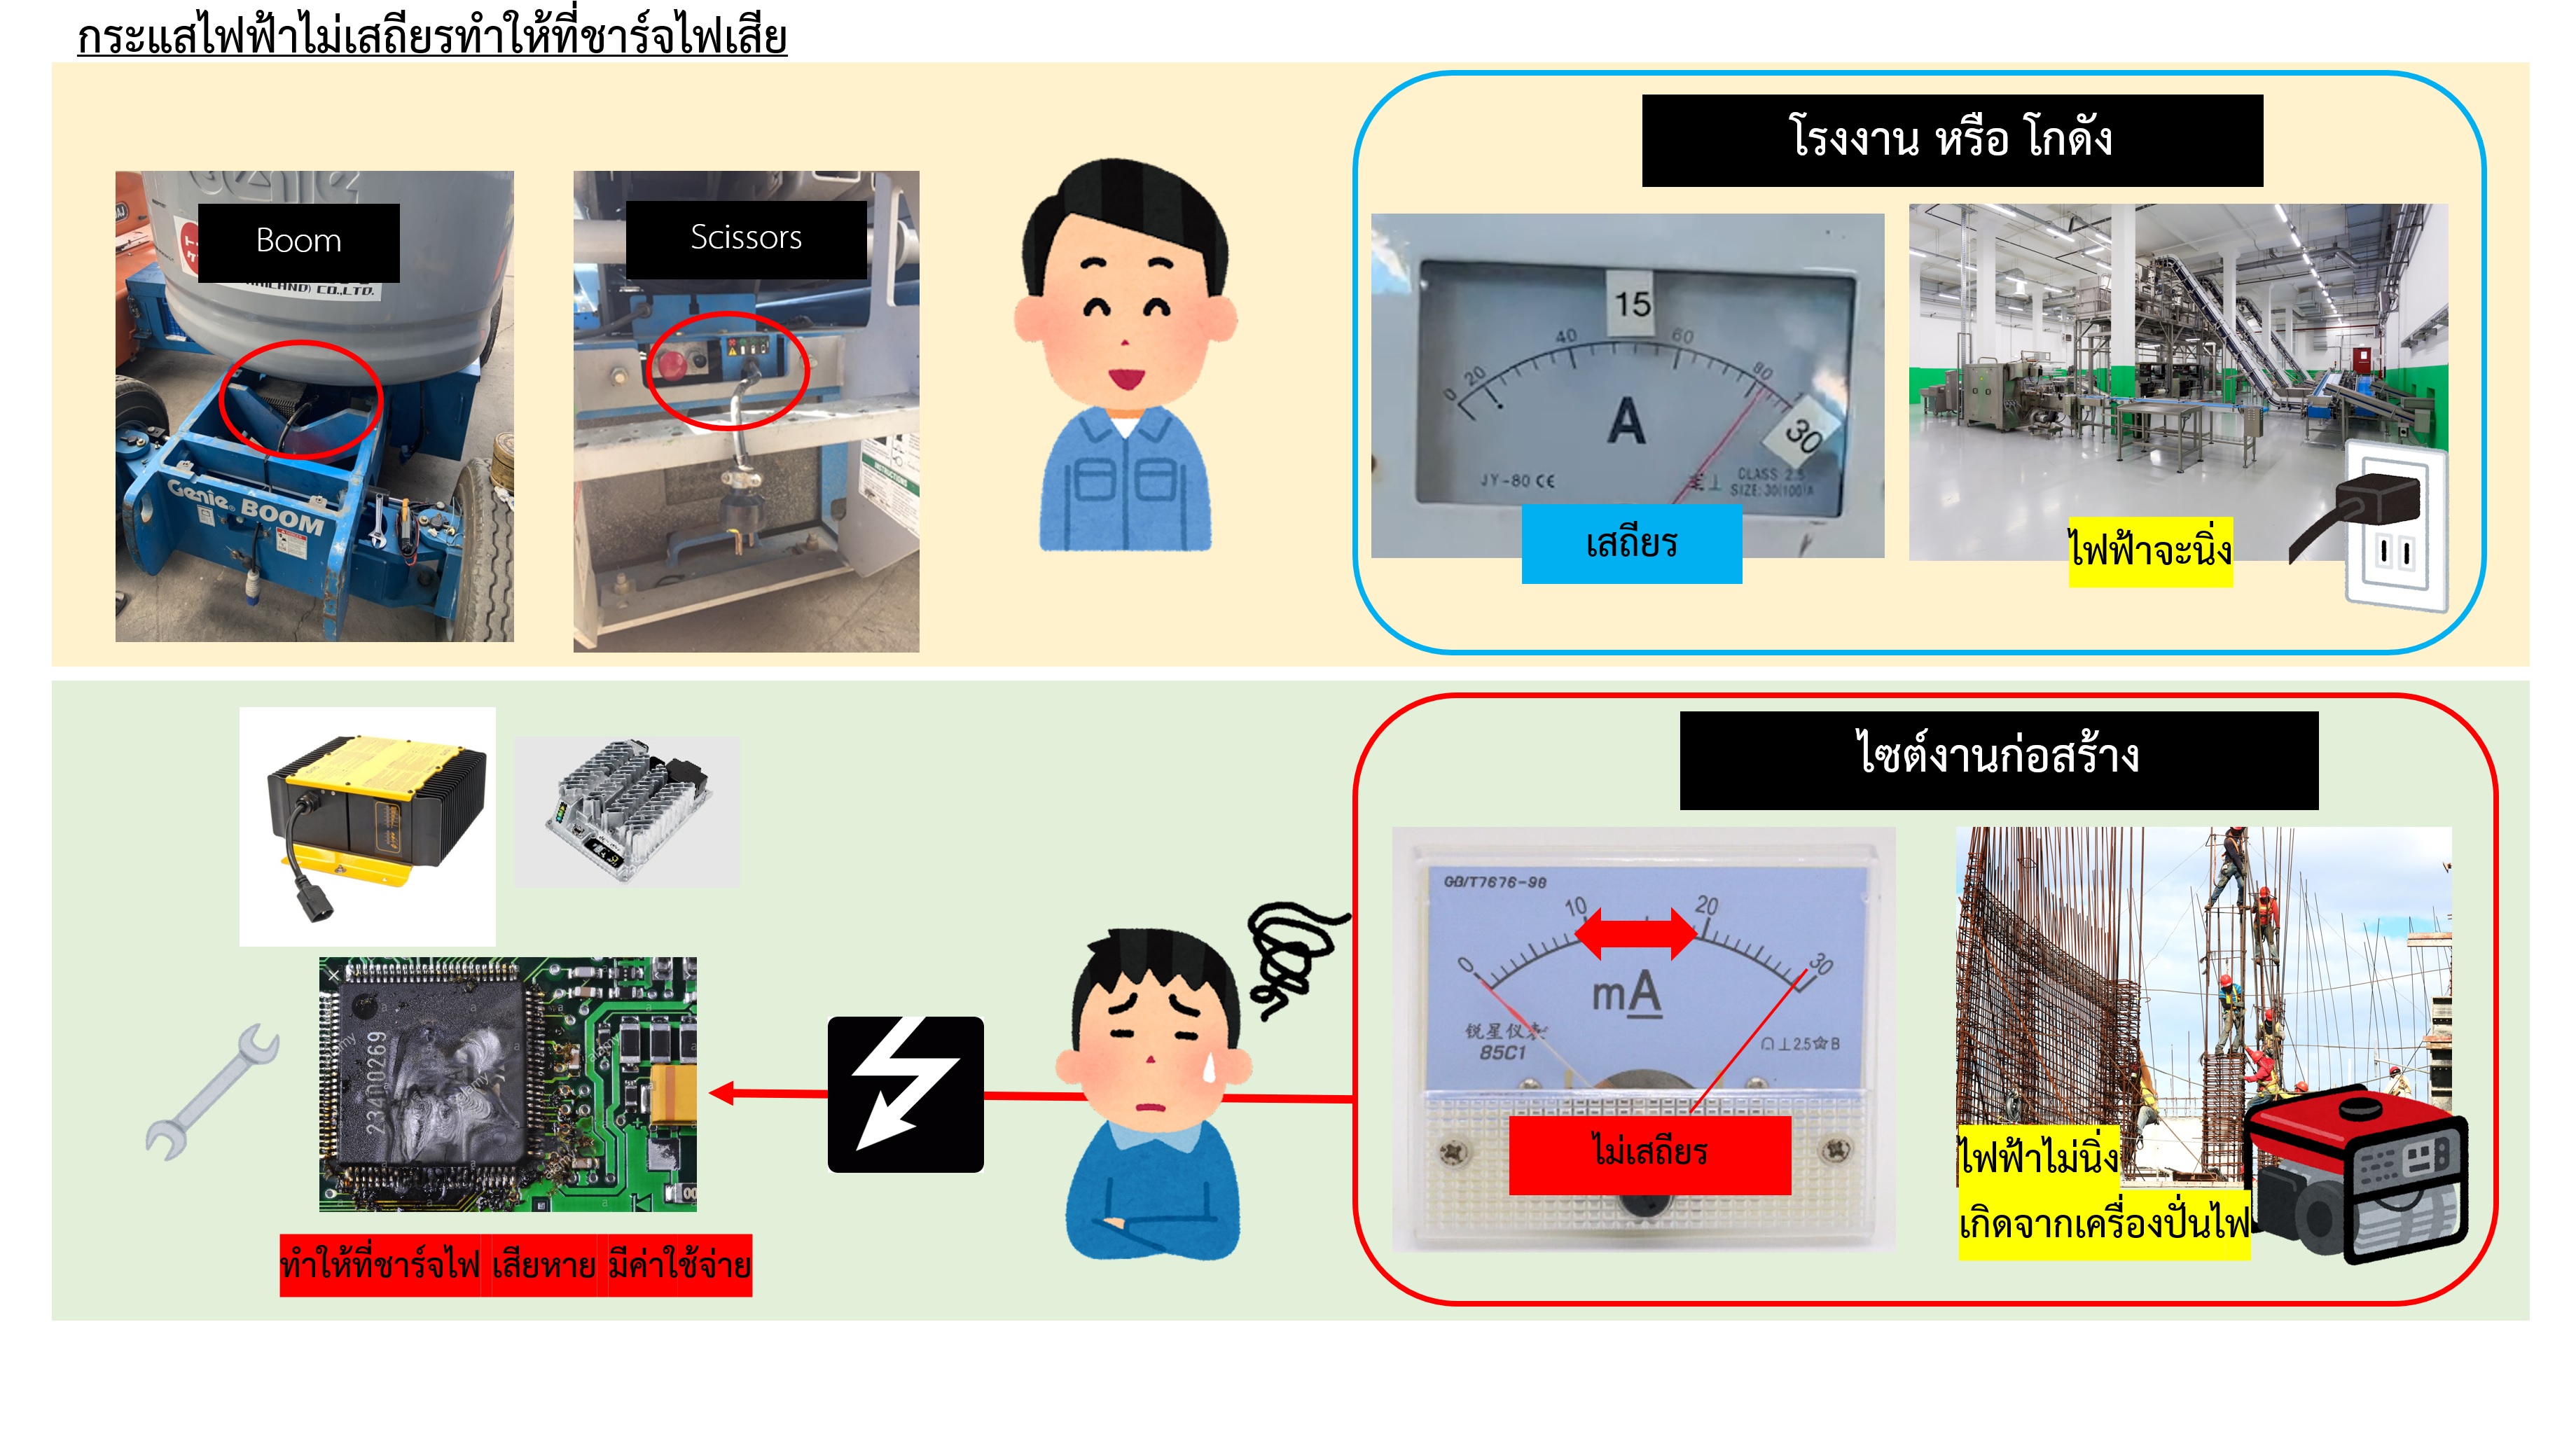 กระแสไฟฟ้าไม่เสถียรทำให้ที่ชาร์จไฟเสีย
Boom
Scissors
CO.,LTD.
Genie BOOM
โรงงาน หรือ โกดัง
15
0 20 40 60 80
30
A
JY-80 CE
CLASS 2.5
SIZE: 30(100)A
เสถียร
ไฟฟ้าจะนิ่ง
ไซต์งานก่อสร้าง
GB/T7676-98
0 10 20 30
mA
锐星仪表
85C1
2.5
B
ไม่เสถียร
ไฟฟ้าไม่นิ่ง
เกิดจากเครื่องปั่นไฟ
23400269
alamy
ทำให้ที่ชาร์จไฟ เสียหาย มีค่าใช้จ่าย